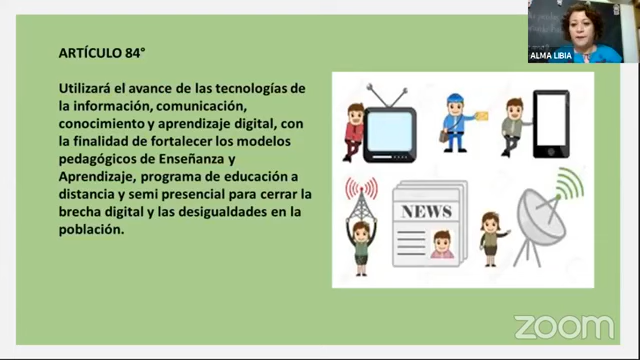 ARTÍCULO 84°
Utilizará el avance de las tecnologías de
la información, comunicación,
conocimiento y aprendizaje digital, con
la finalidad de fortalecer los modelos
pedagógicos de Enseñanza y
Aprendizaje, programa de educación a
distancia y semi presencial para cerrar la
brecha digital y las desigualdades en la
población.
NEWS
ALMA LIBIA
zoom